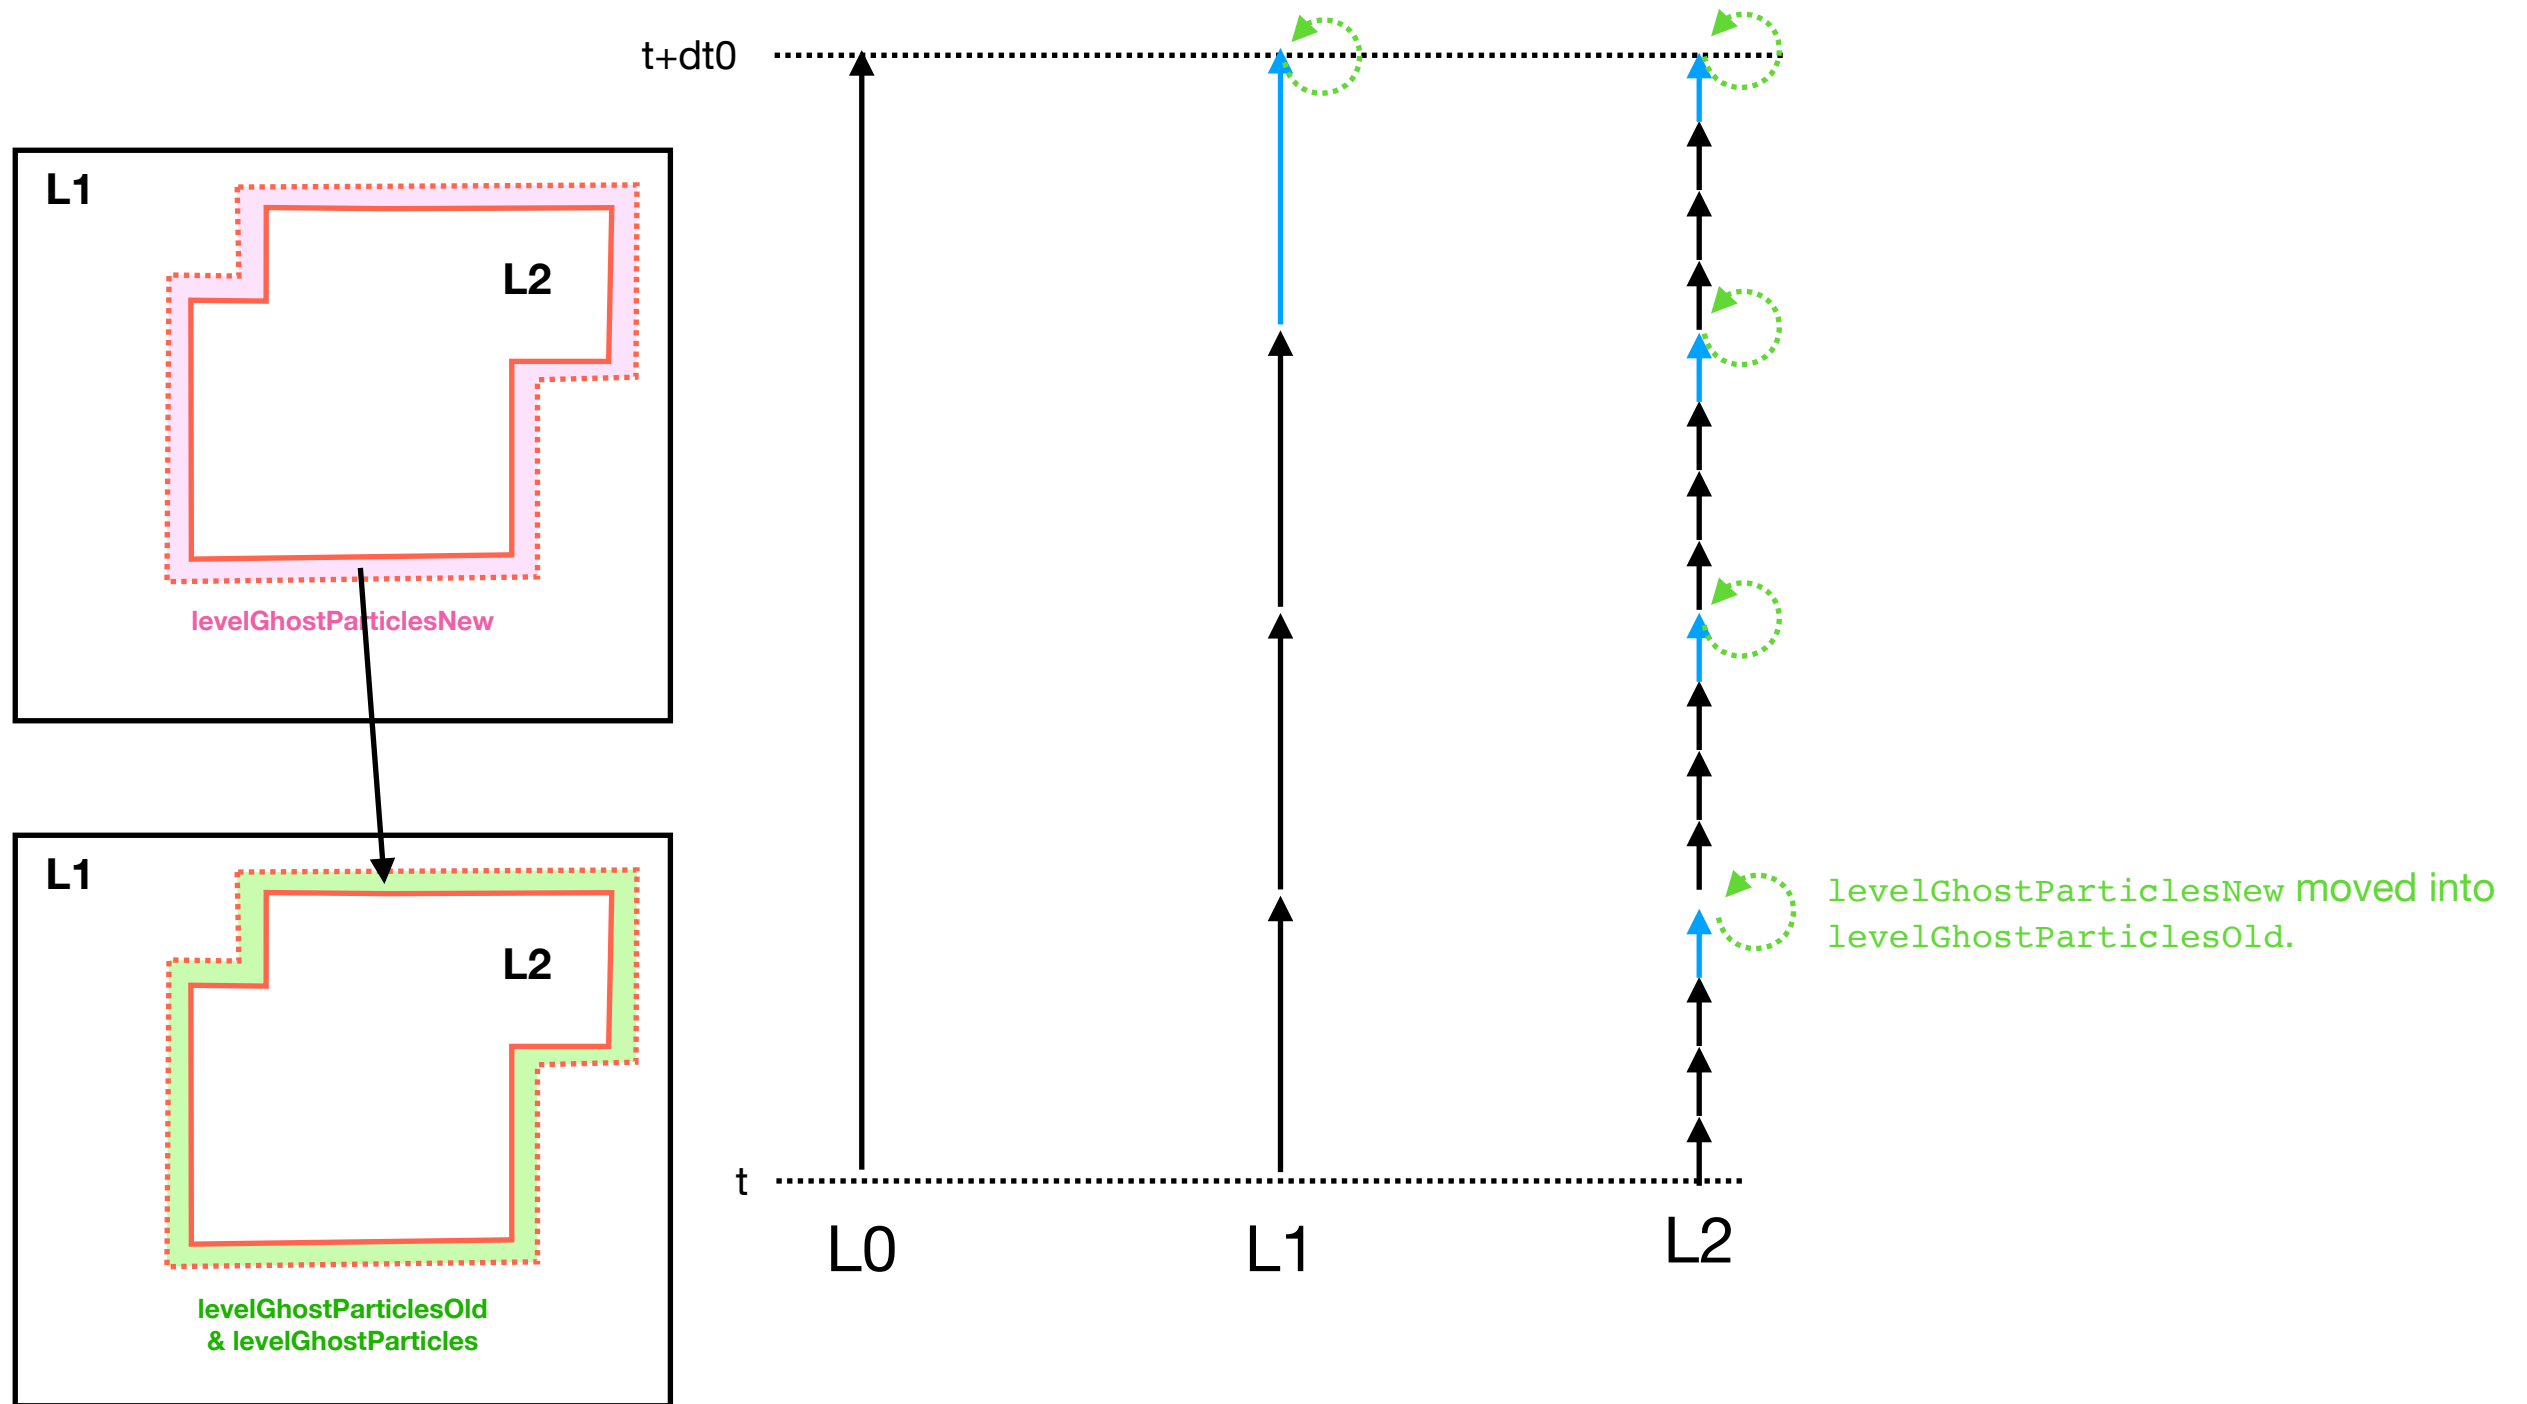 t+dt0
L1
L2
levelGhostParticlesNew
L1
L2
levelGhostParticlesOld
& levelGhostParticles
levelGhostParticlesNew moved into
levelGhostParticlesOld.
t
L0
L1
L2